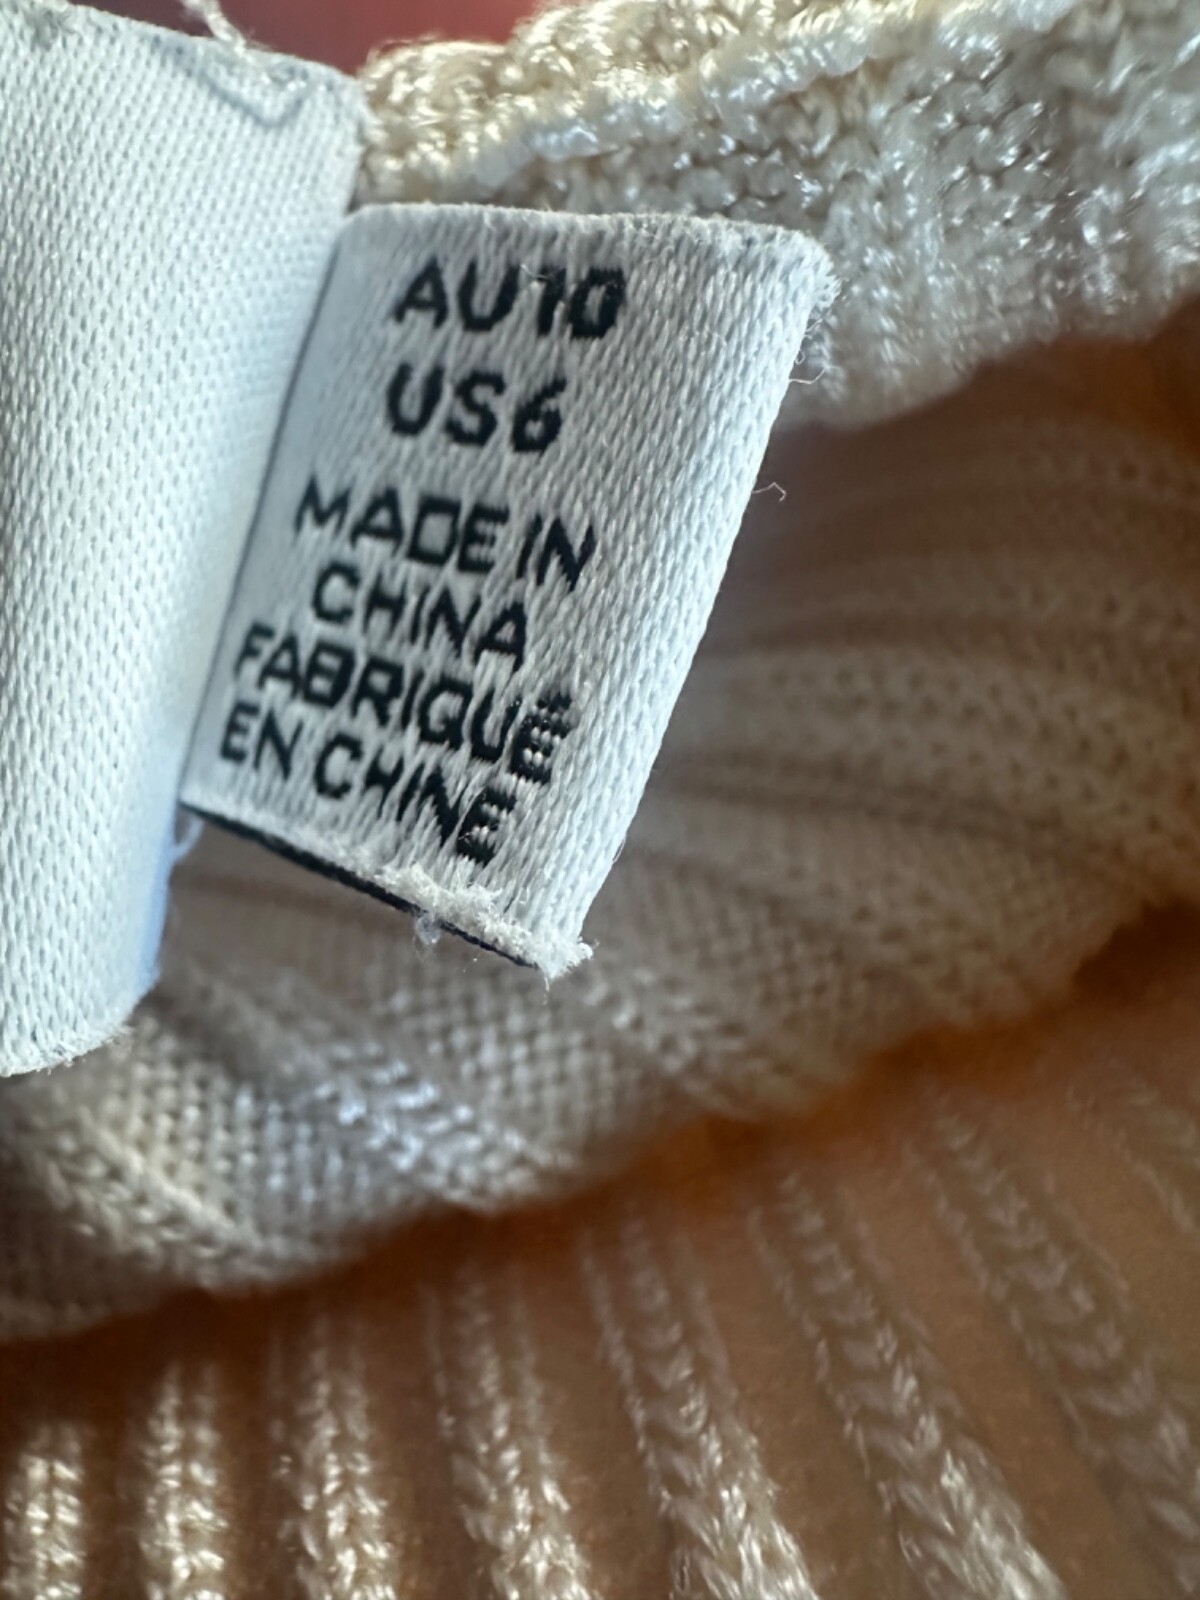 AU10
US6
MADE IN
CHINA
FABRIQUÉ
EN CHINE